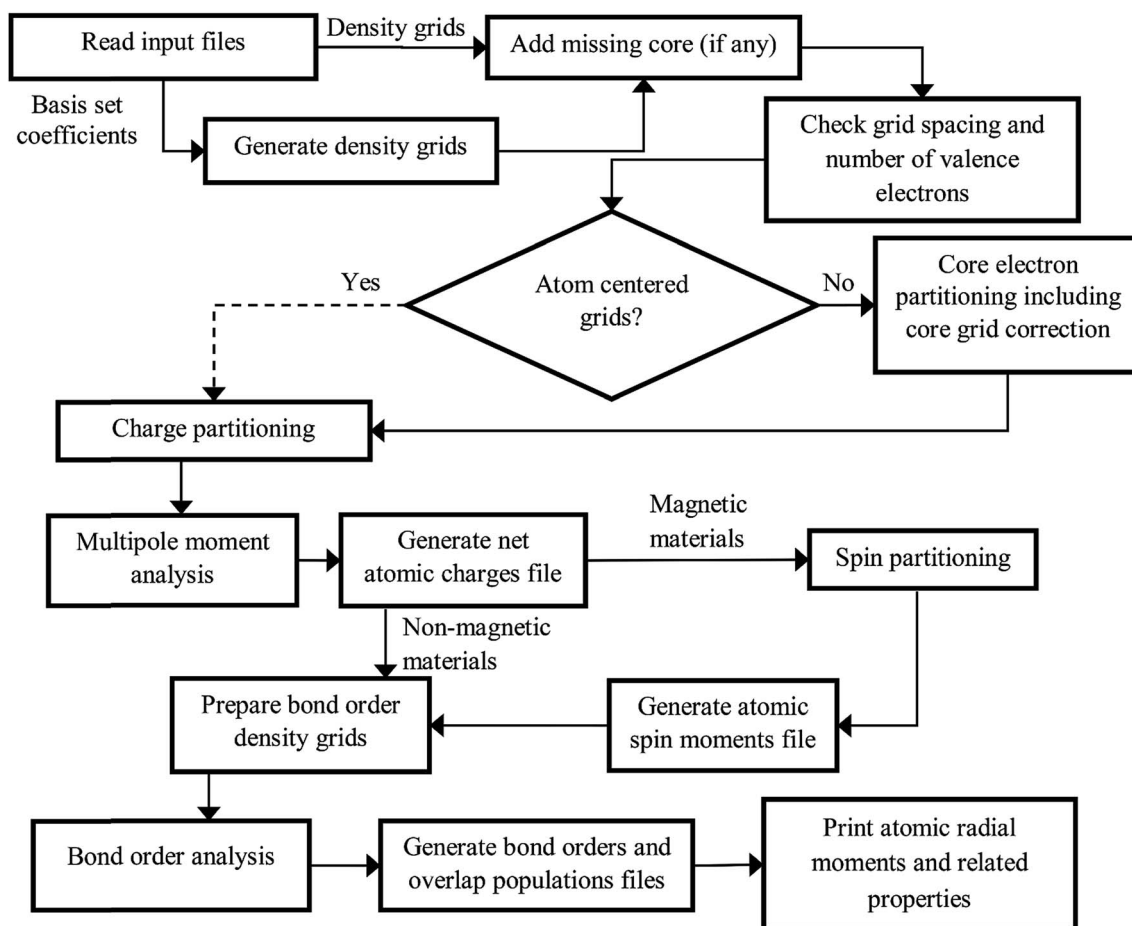 Read input files
Density grids
Add missing core (if any)
Basis set
coefficients
Generate density grids
Check grid spacing and
number of valence
electrons
Yes
Atom centered
grids?
No
Core electron
partitioning including
core grid correction
Charge partitioning
Multipole moment
analysis
Generate net
atomic charges file
Magnetic
materials
Spin partitioning
Non-magnetic
materials
Prepare bond order
density grids
Generate atomic
spin moments file
Bond order analysis
Generate bond orders and
overlap populations files
Print atomic radial
moments and related
properties